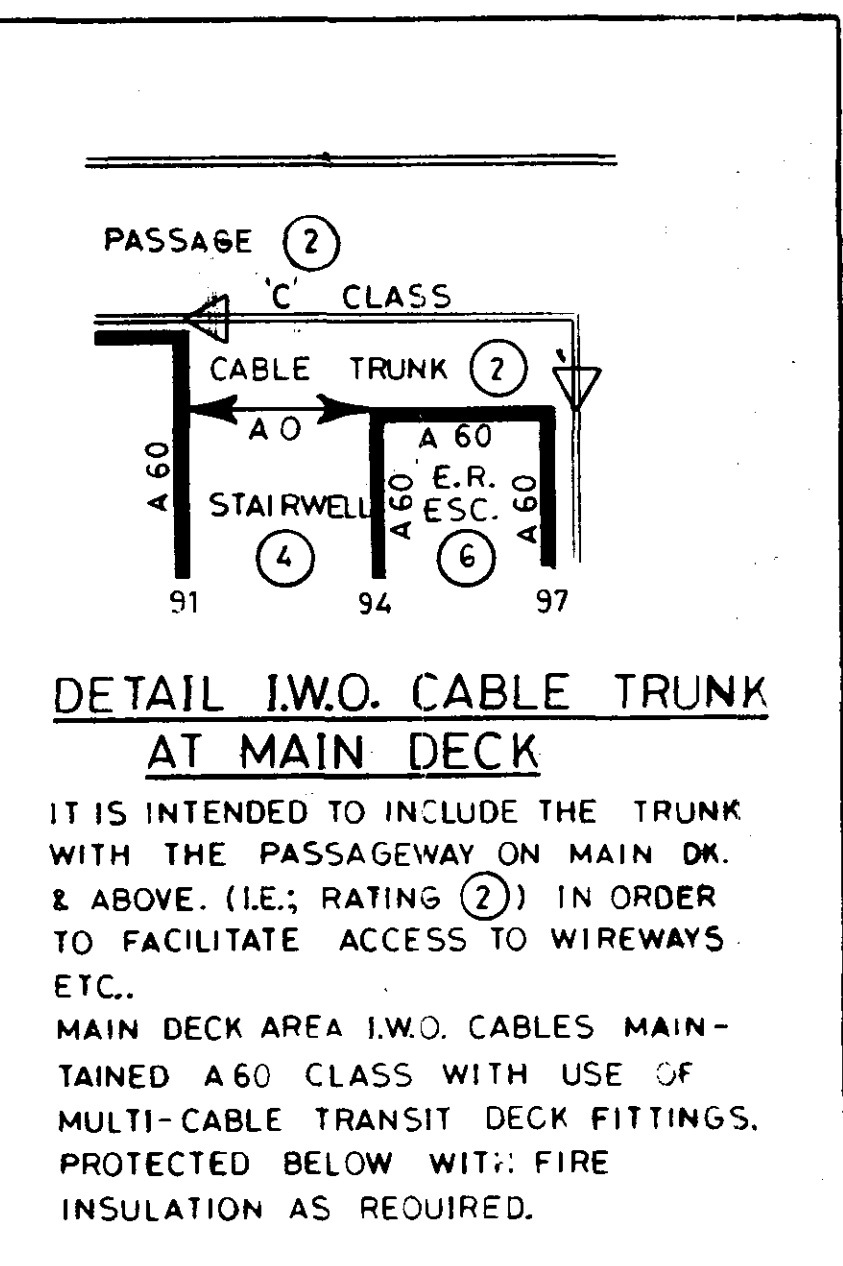 PASSAGE 2
'C' CLASS
CABLE TRUNK 2
A 0
A 60
A 60
STAIRWELL
A 60
E.R.
ESC.
A 60
4
6
91
94
97
DETAIL I.W.O. CABLE TRUNK
AT MAIN DECK
IT IS INTENDED TO INCLUDE THE TRUNK
WITH THE PASSAGEWAY ON MAIN DK.
& ABOVE. (I.E.; RATING 2) IN ORDER
TO FACILITATE ACCESS TO WIREWAYS
ETC..
MAIN DECK AREA I.W.O. CABLES MAIN-
TAINED A 60 CLASS WITH USE OF
MULTI-CABLE TRANSIT DECK FITTINGS.
PROTECTED BELOW WITH FIRE
INSULATION AS REQUIRED.